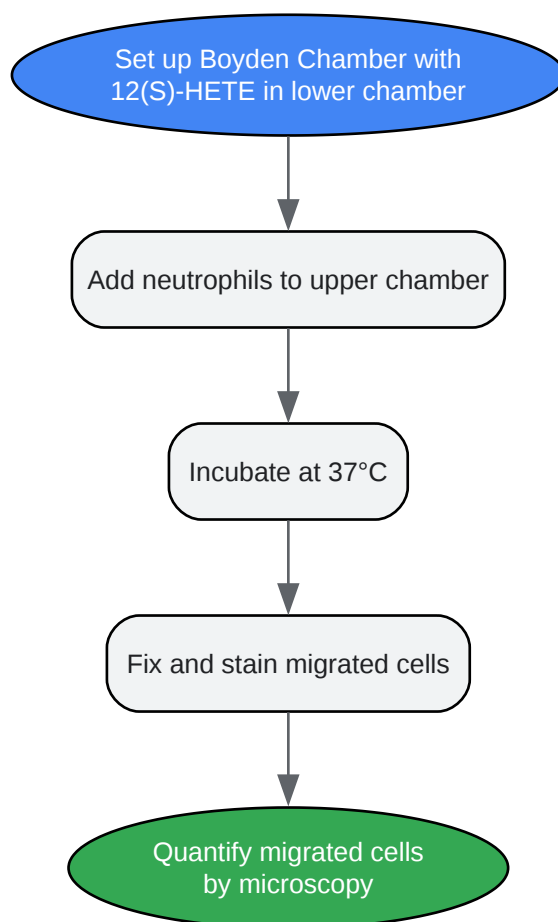 Set up Boyden Chamber with
12(S)-HETE in lower chamber
Add neutrophils to upper chamber
Incubate at 37°C
Fix and stain migrated cells
Quantify migrated cells
by microscopy